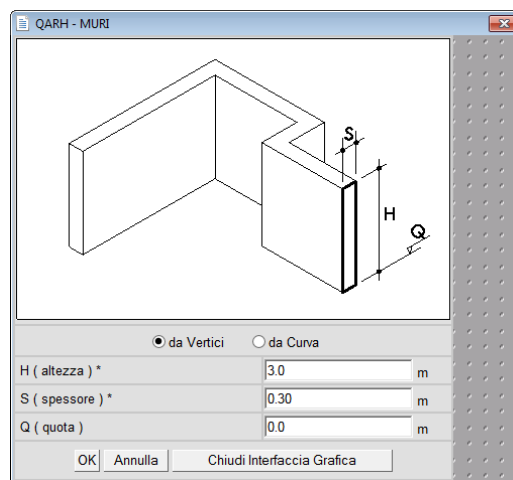 QARH - MURI
S
H
Q
da Vertici da Curva
H ( altezza ) * 3.0 m
S ( spessore ) * 0.30 m
Q ( quota ) 0.0 m
OK Annulla Chiudi Interfaccia Grafica